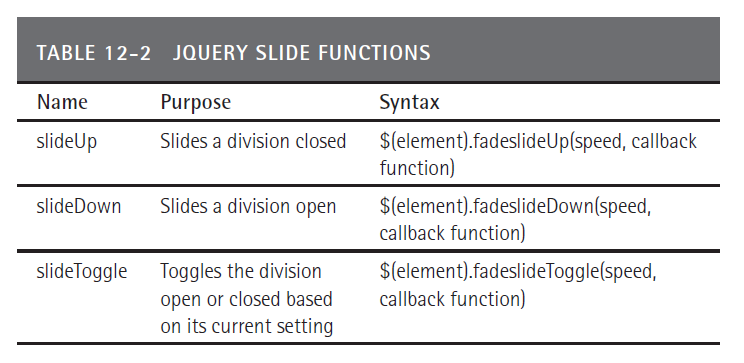 TABLE 12-2 JQUERY SLIDE FUNCTIONS
Name Purpose Syntax
slideUp Slides a division closed $(element).fadeslideUp(speed, callback
function)
slideDown Slides a division open $(element).fadeslideDown(speed,
callback function)
slideToggle Toggles the division $(element).fadeslideToggle(speed,
open or closed based callback function)
on its current setting